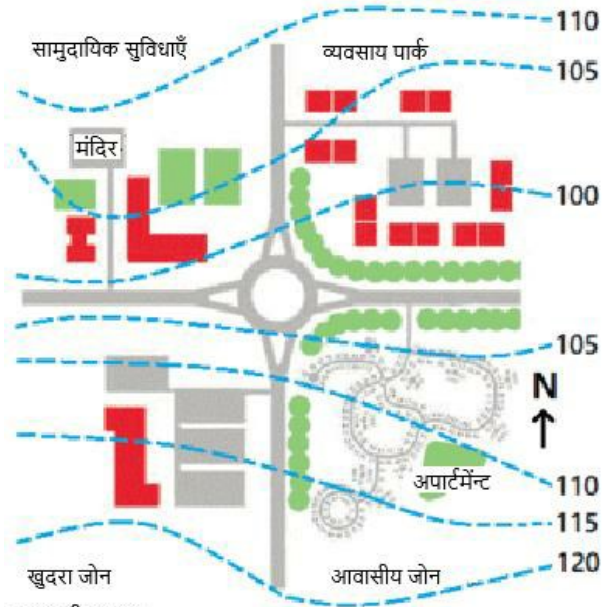 110
सामुदायिक सुविधाएँ
व्यवसाय पार्क
105
मंदिर
100
105
N
अपार्टमेंन्ट
110
115
120
खुदरा जोन
आवासीय जोन